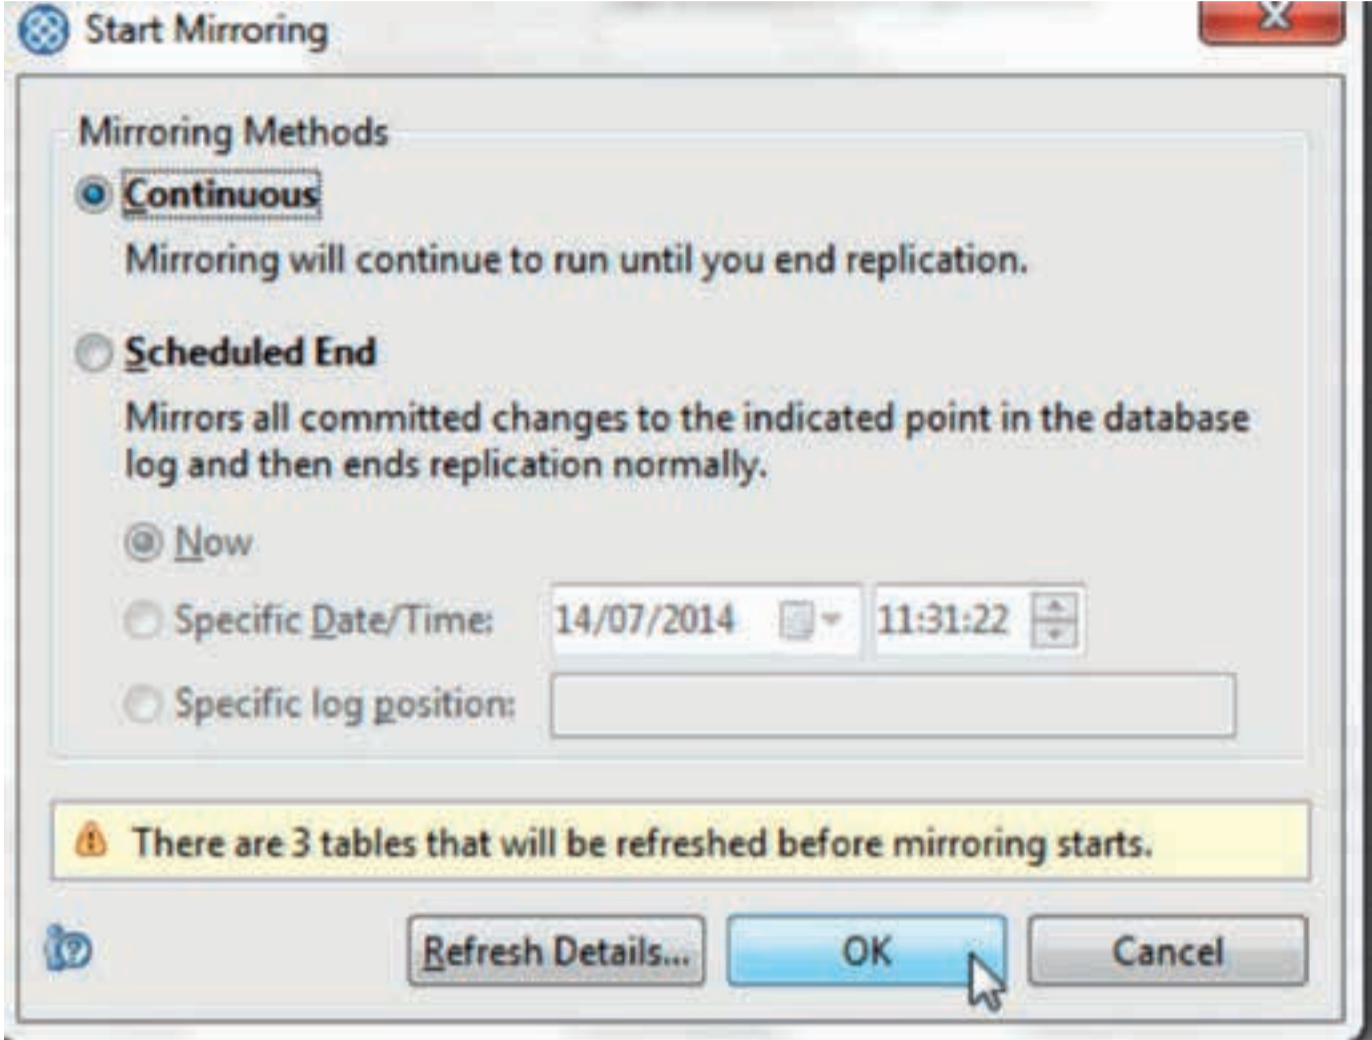 Start Mirroring
Mirroring Methods
Continuous
Mirroring will continue to run until you end replication.
Scheduled End
Mirrors all committed changes to the indicated point in the database
log and then ends replication normally.
Now
Specific Date/Time: 14/07/2014 11:31:22
Specific log position:
There are 3 tables that will be refreshed before mirroring starts.
Refresh Details... OK Cancel